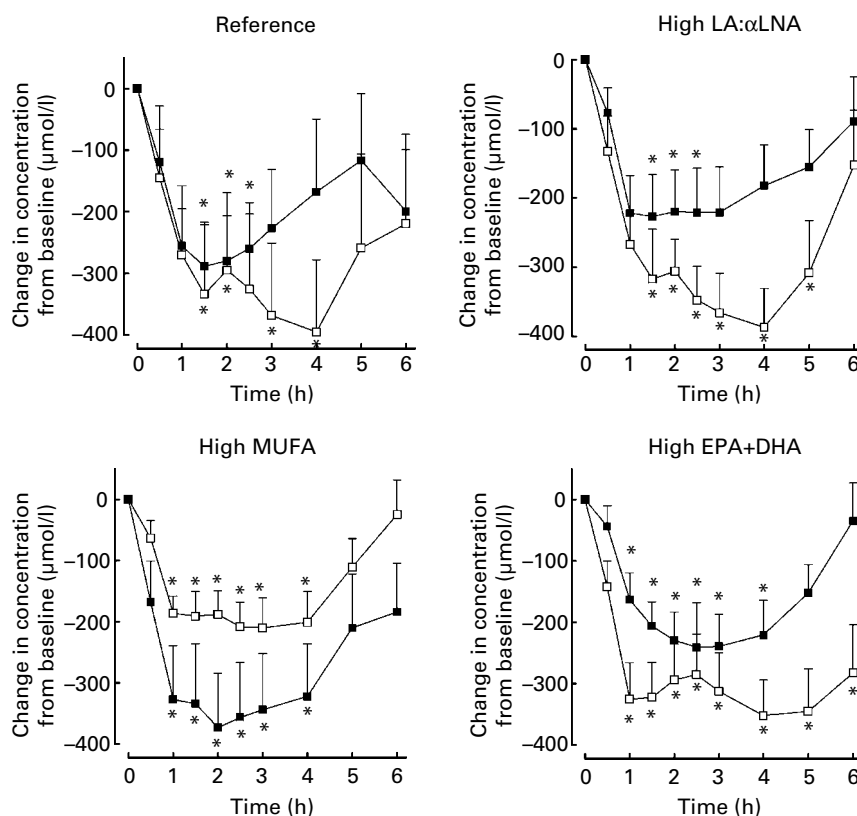 Reference
Change in concentration
from baseline (µmol/l)
0
−100
−200
−300
−400
* * *
* * * *
0 1 2 3 4 5 6
Time (h)
High LA:αLNA
Change in concentration
from baseline (µmol/l)
0
−100
−200
−300
−400
* * *
* * * * * *
0 1 2 3 4 5 6
Time (h)
High MUFA
Change in concentration
from baseline (µmol/l)
0
−100
−200
−300
−400
* * * * * *
* * * * * *
0 1 2 3 4 5 6
Time (h)
High EPA+DHA
Change in concentration
from baseline (µmol/l)
0
−100
−200
−300
−400
* * * * * *
* * * * * * * *
0 1 2 3 4 5 6
Time (h)